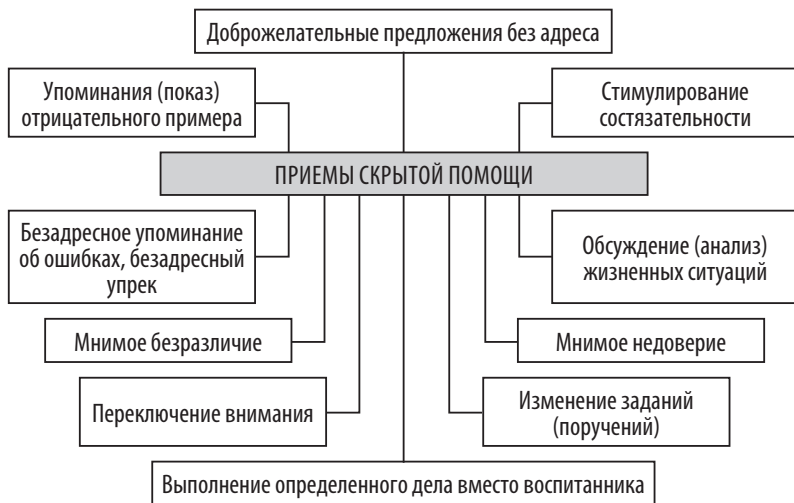 Доброжелательные предложения без адреса
Упоминания (показ)
отрицательного примера
Стимулирование
состязательности
ПРИЕМЫ СКРЫТОЙ ПОМОЩИ
Безадресное упоминание
об ошибках, безадресный
упрек
Обсуждение (анализ)
жизненных ситуаций
Мнимое безразличие
Мнимое недоверие
Переключение внимания
Изменение заданий
(поручений)
Выполнение определенного дела вместо воспитанника